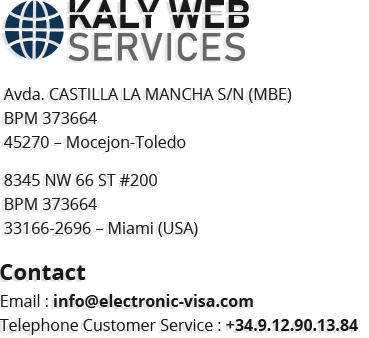 KALY WEB
SERVICES
Avda. CASTILLA LA MANCHA S/N (MBE)
BPM 373664
45270 – Mocejon-Toledo
8345 NW 66 ST #200
BPM 373664
33166-2696 – Miami (USA)
Contact
Email : info@electronic-visa.com
Telephone Customer Service : +34.9.12.90.13.84